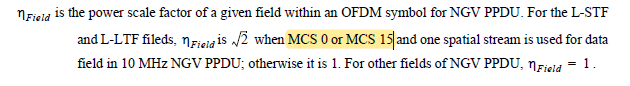 η_Field is the power scale factor of a given field within an OFDM symbol for NGV PPDU. For the L-STF
and L-LTF fileds, η_Field is √2 when MCS 0 or MCS 15 and one spatial stream is used for data
field in 10 MHz NGV PPDU; otherwise it is 1. For other fields of NGV PPDU, η_Field = 1.